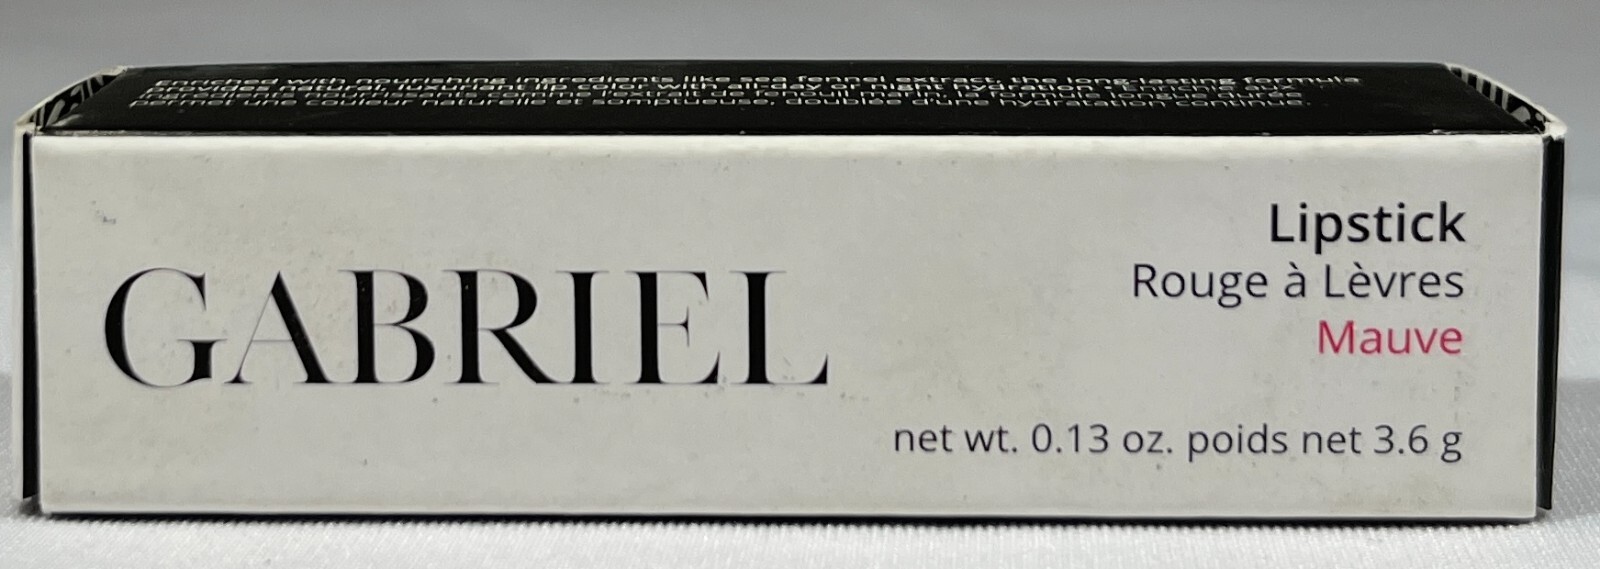 Enriched with nourishing ingredients like sea fennel extract, the long-lasting formula
provides natural, luxuriant lip color with all-day or night hydration. • Enrichie aux
permet une couleur naturelle et somptueuse, doublée d'une hydratation continue.
GABRIEL
Lipstick
Rouge à Lèvres
Mauve
net wt. 0.13 oz. poids net 3.6 g